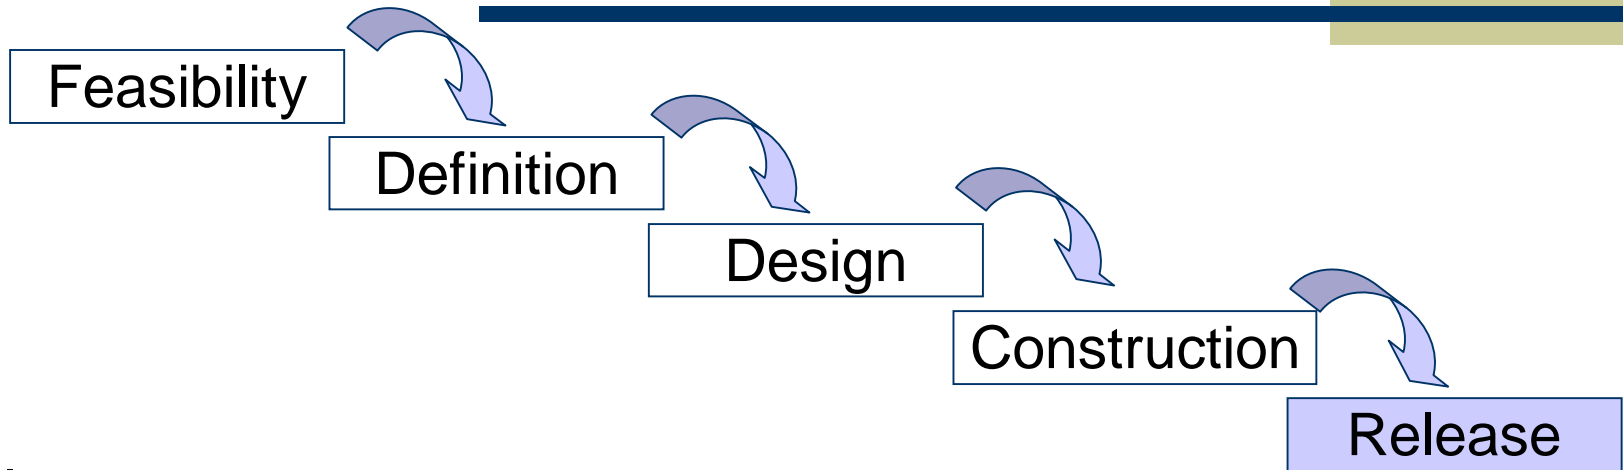 Feasibility
Definition
Design
Construction
Release